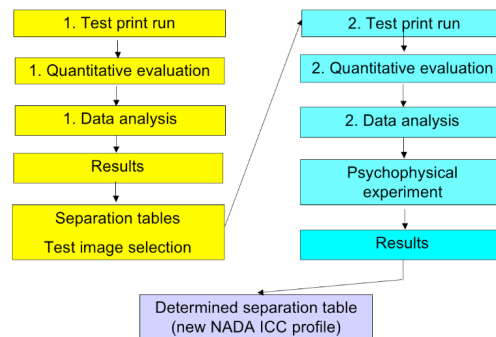 1. Test print run
1. Quantitative evaluation
1. Data analysis
Results
Separation tables
Test image selection
2. Test print run
2. Quantitative evaluation
2. Data analysis
Psychophysical
experiment
Results
Determined separation table
(new NADA ICC profile)